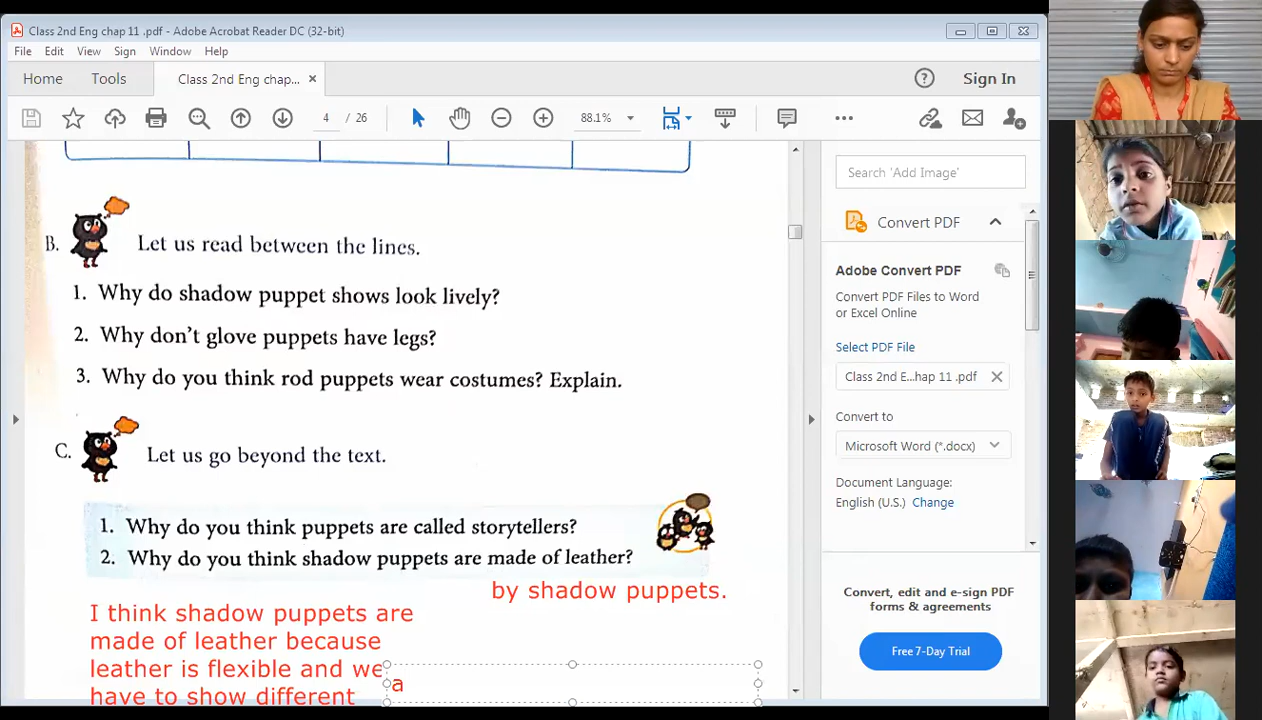 Class 2nd Eng chap 11 .pdf - Adobe Acrobat Reader DC (32-bit)
File Edit View Sign Window Help
Home Tools Class 2nd Eng chap... × Sign In
4 / 26 88.1%
B. Let us read between the lines.
1. Why do shadow puppet shows look lively?
2. Why don't glove puppets have legs?
3. Why do you think rod puppets wear costumes? Explain.
C. Let us go beyond the text.
1. Why do you think puppets are called storytellers?
2. Why do you think shadow puppets are made of leather?
by shadow puppets.
I think shadow puppets are
made of leather because
leather is flexible and we
have to show different
a
Search 'Add Image'
Convert PDF
Adobe Convert PDF
Convert PDF Files to Word
or Excel Online
Select PDF File
Class 2nd E...hap 11 .pdf
Convert to
Microsoft Word (*.docx)
Document Language:
English (U.S.) Change
Convert, edit and e-sign PDF
forms & agreements
Free 7-Day Trial